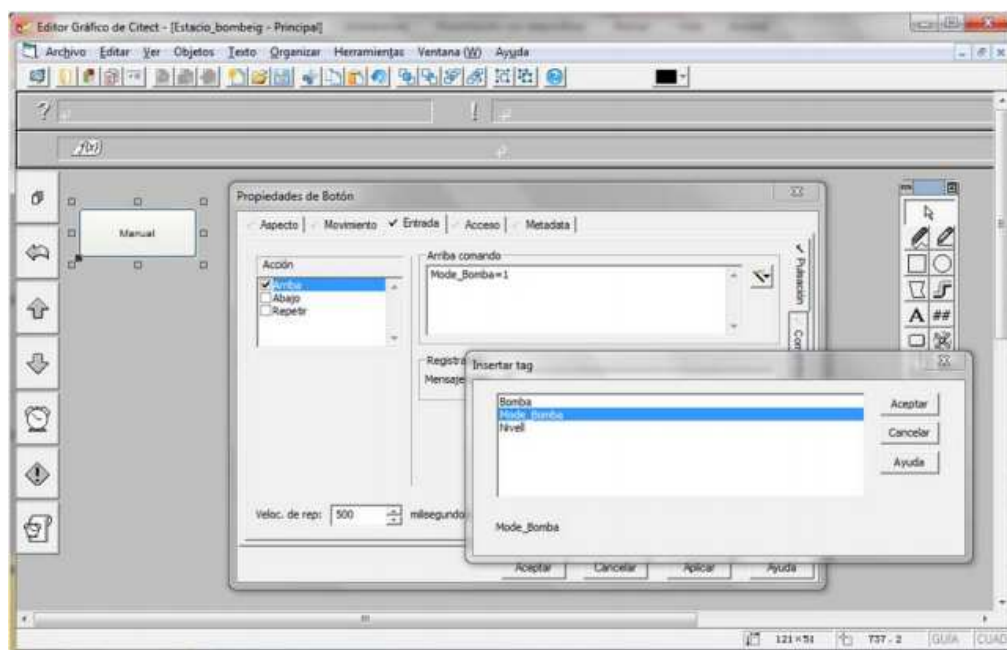 Editor Gráfico de Citect - [Estacio_bombeig - Principal]
Archivo Editar Ver Objetos Texto Organizar Herramientas Ventana (W) Ayuda
? !
f(x)
Manual
Propiedades de Botón
Aspecto Movimiento Entrada Acceso Metadata
Acción
Arriba
Abajo
Repetir
Arriba comando
Mode_Bomba=1
Pulsación
Registra
Mensaje
A ##
Insertar tag
Bomba
Mode_Bomba
Nivell
Aceptar
Cancelar
Ayuda
Mode_Bomba
Veloc. de rep: 500 milisegundo
Aceptar Cancelar Aplicar Ayuda
121 x 51 737 . 2 GUÍA CUAD